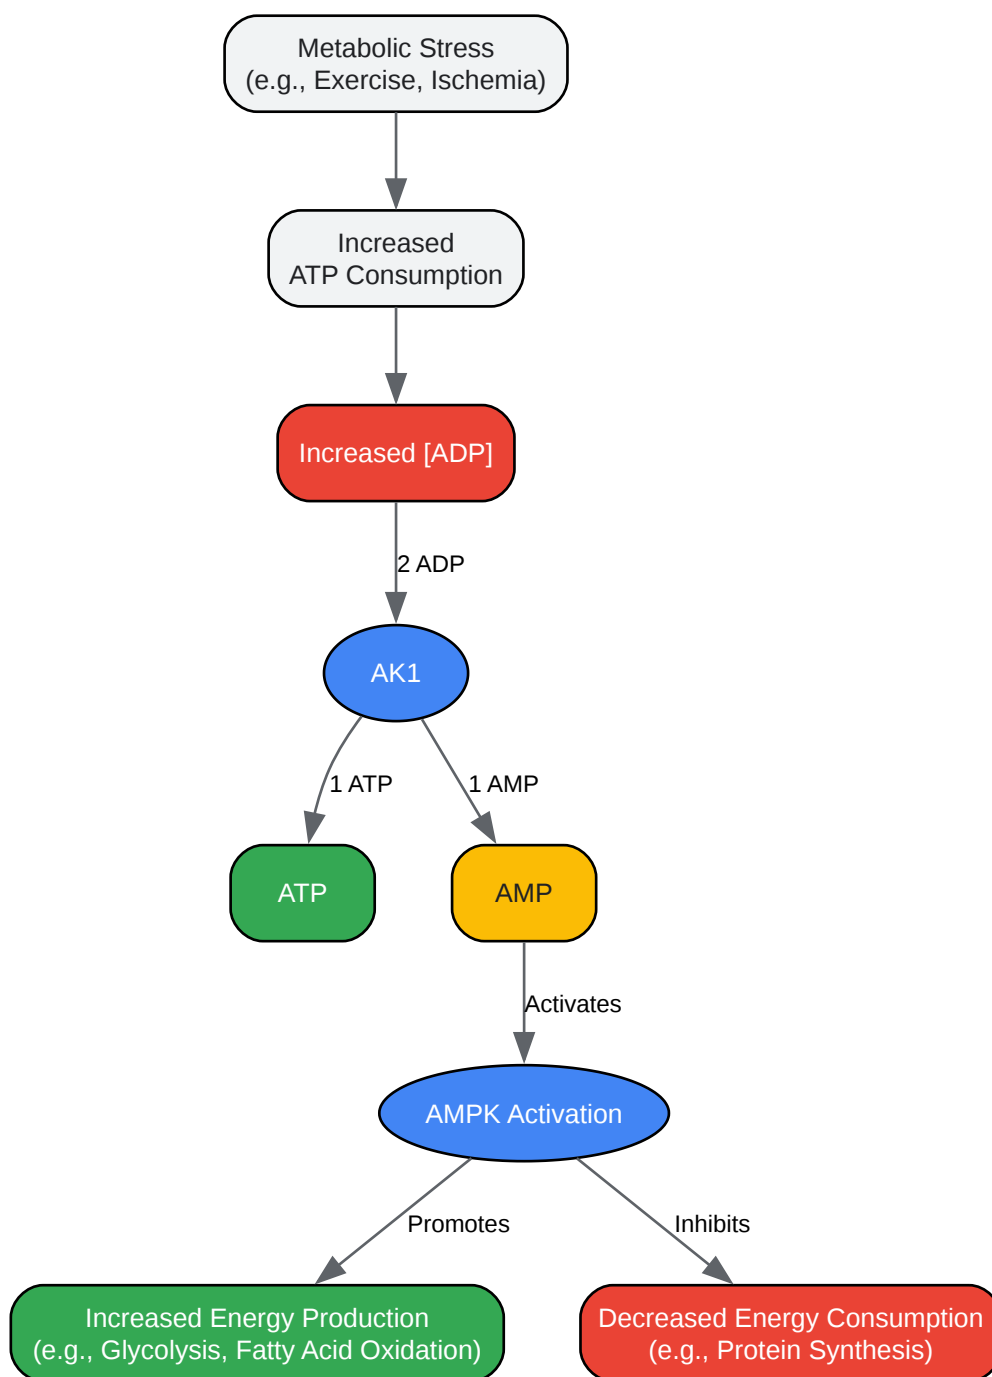 Metabolic Stress
(e.g., Exercise, Ischemia)
Increased
ATP Consumption
Increased [ADP]
2 ADP
AK1
1 ATP
1 AMP
ATP
AMP
Activates
AMPK Activation
Promotes
Inhibits
Increased Energy Production
(e.g., Glycolysis, Fatty Acid Oxidation)
Decreased Energy Consumption
(e.g., Protein Synthesis)